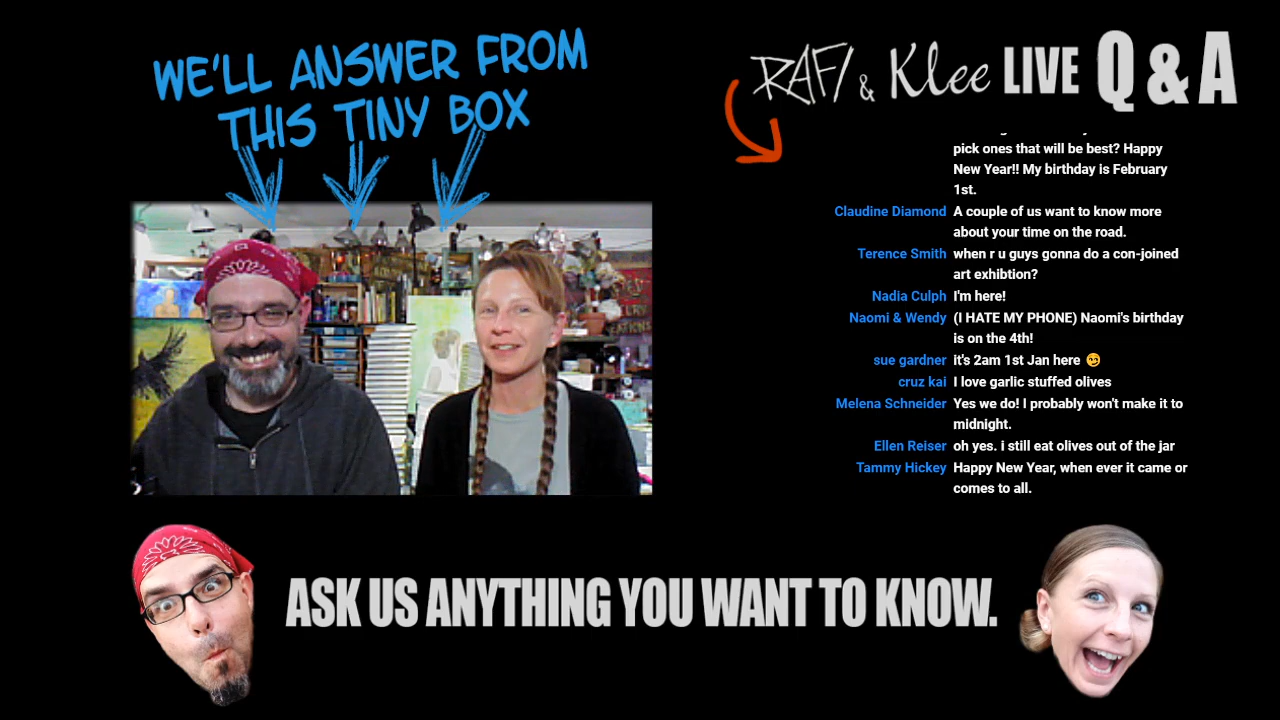 WE'LL ANSWER FROM
THIS TINY BOX
RAFI & Klee LIVE Q & A
pick ones that will be best? Happy
New Year!! My birthday is February
1st.
Claudine Diamond A couple of us want to know more
about your time on the road.
Terence Smith when r u guys gonna do a con-joined
art exhibtion?
Nadia Culph I'm here!
Naomi & Wendy (I HATE MY PHONE) Naomi's birthday
is on the 4th!
sue gardner it's 2am 1st Jan here 😁
cruz kai I love garlic stuffed olives
Melena Schneider Yes we do! I probably won't make it to
midnight.
Ellen Reiser oh yes. i still eat olives out of the jar
Tammy Hickey Happy New Year, when ever it came or
comes to all.
ASK US ANYTHING YOU WANT TO KNOW.